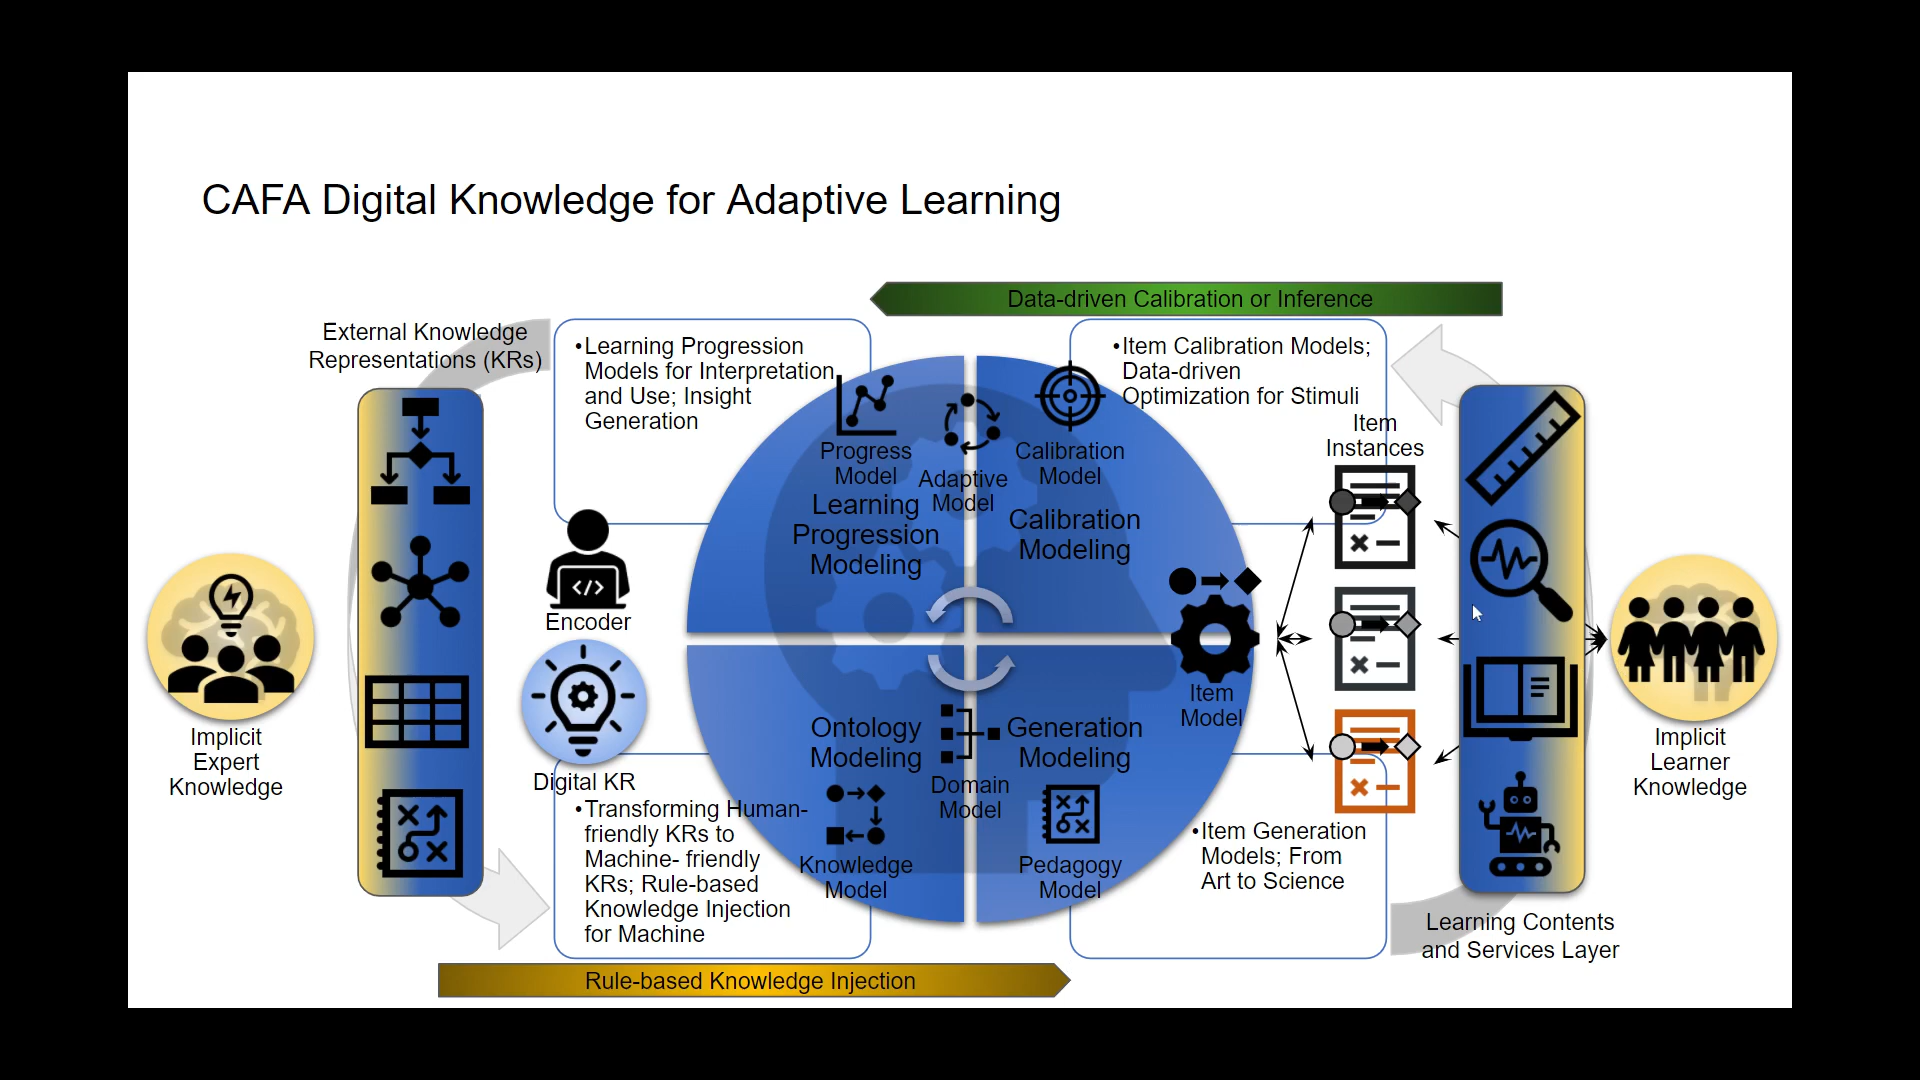 CAFA Digital Knowledge for Adaptive Learning
Data-driven Calibration or Inference
External Knowledge
Representations (KRs)
•Learning Progression
Models for Interpretation
and Use; Insight
Generation
•Item Calibration Models;
Data-driven
Optimization for Stimuli
Item
Instances
Progress
Model
Adaptive
Model
Calibration
Model
Learning
Progression
Modeling
Calibration
Modeling
Encoder
Implicit
Expert
Knowledge
Digital KR
Item
Model
Implicit
Learner
Knowledge
Ontology
Modeling
Generation
Modeling
Domain
Model
Knowledge
Model
Pedagogy
Model
•Transforming Human-
friendly KRs to
Machine- friendly
KRs; Rule-based
Knowledge Injection
for Machine
•Item Generation
Models; From
Art to Science
Learning Contents
and Services Layer
Rule-based Knowledge Injection